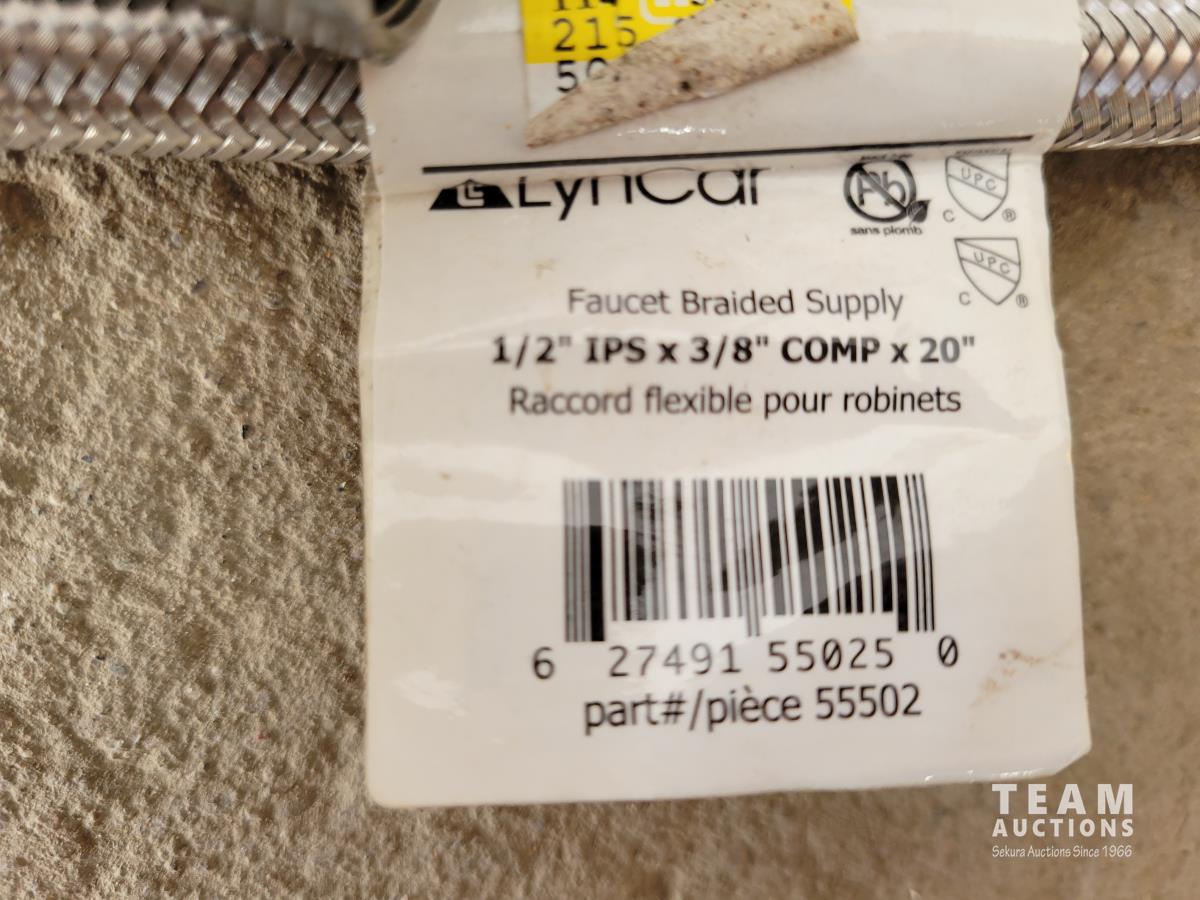 215
LynCar
Pb
sans plomb
UPC
C ®
UPC
C ®
Faucet Braided Supply
1/2" IPS x 3/8" COMP x 20"
Raccord flexible pour robinets
6 27491 55025 0
part#/pièce 55502
TEAM
AUCTIONS
Sekura Auctions Since 1966